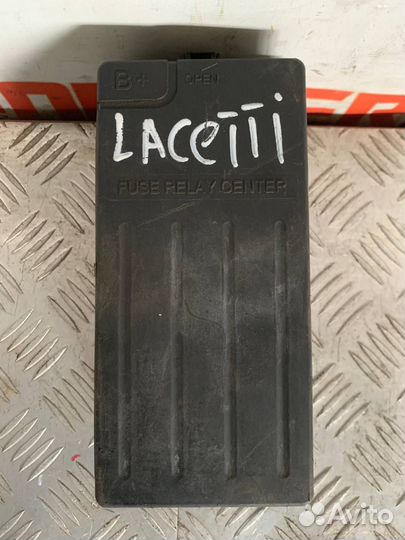 B+ OPEN
LACETTI
FUSE RELAY CENTER
Avito